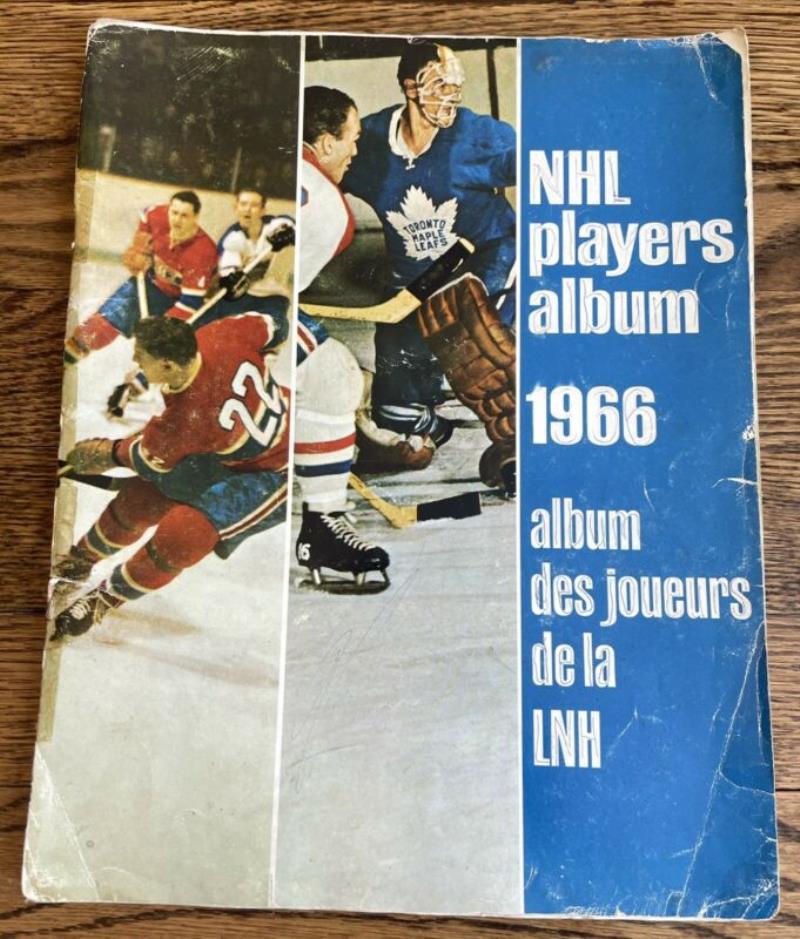 NHL
players
album
1966
album
des joueurs
de la
LNH
22
TORONTO
MAPLE
LEAFS
16